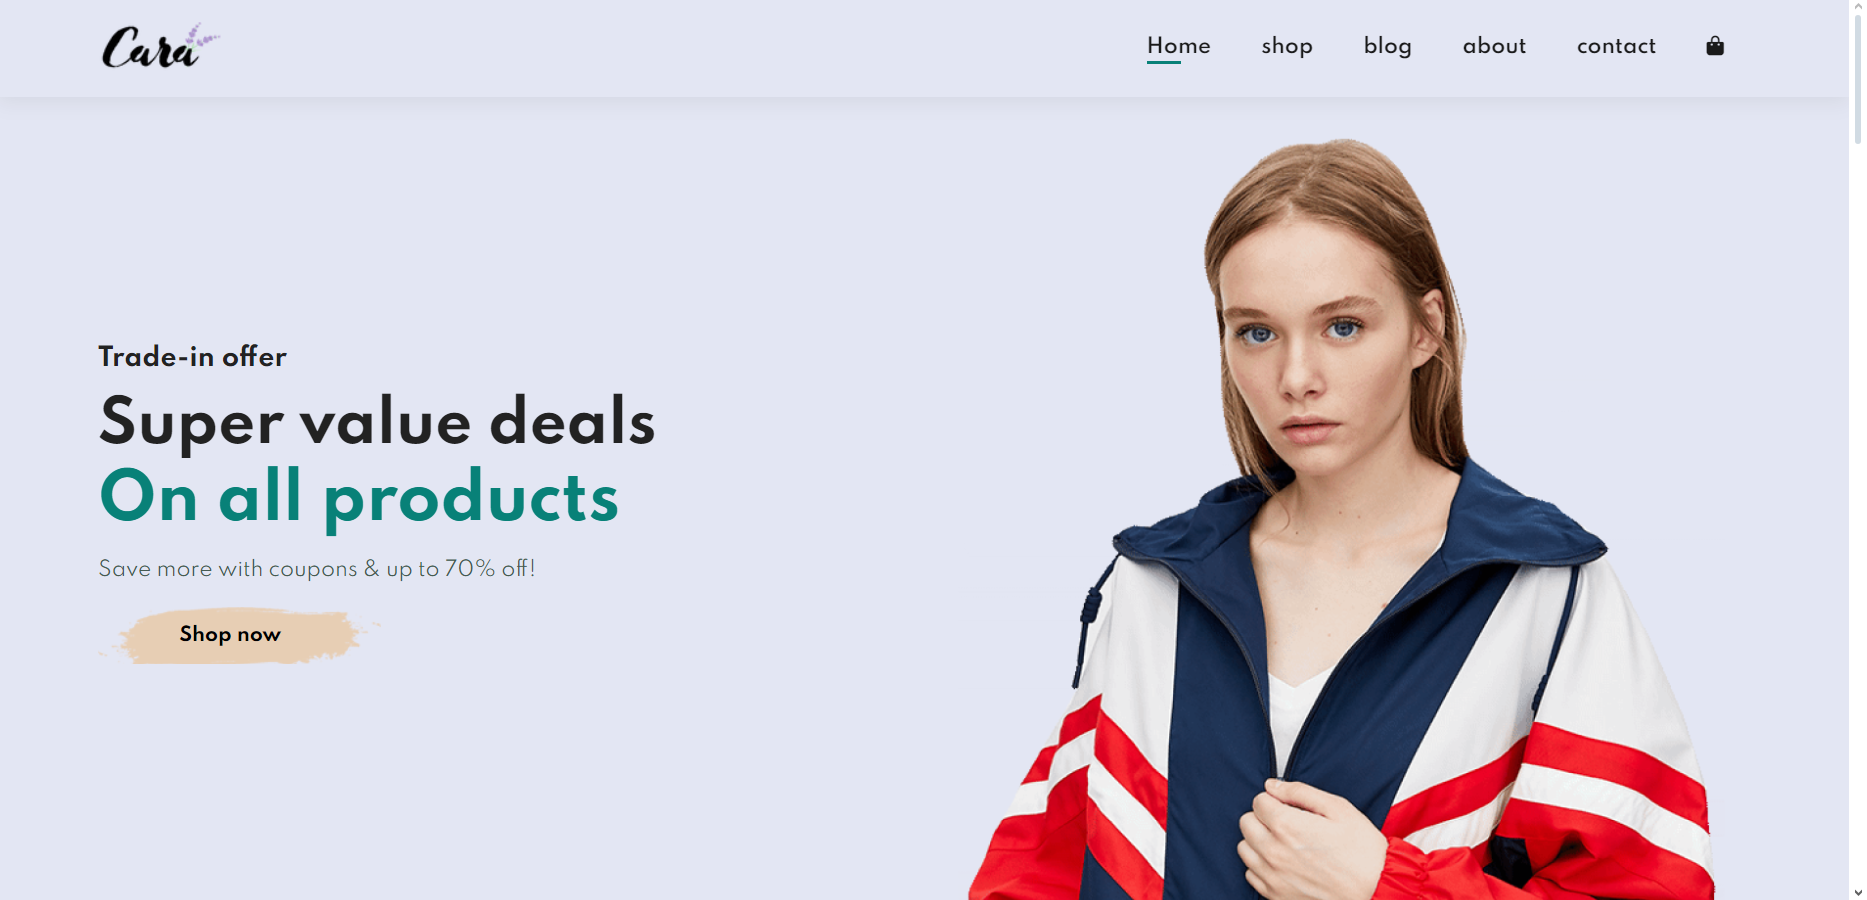 Cara
Home shop blog about contact
Trade-in offer
Super value deals
On all products
Save more with coupons & up to 70% off!
Shop now